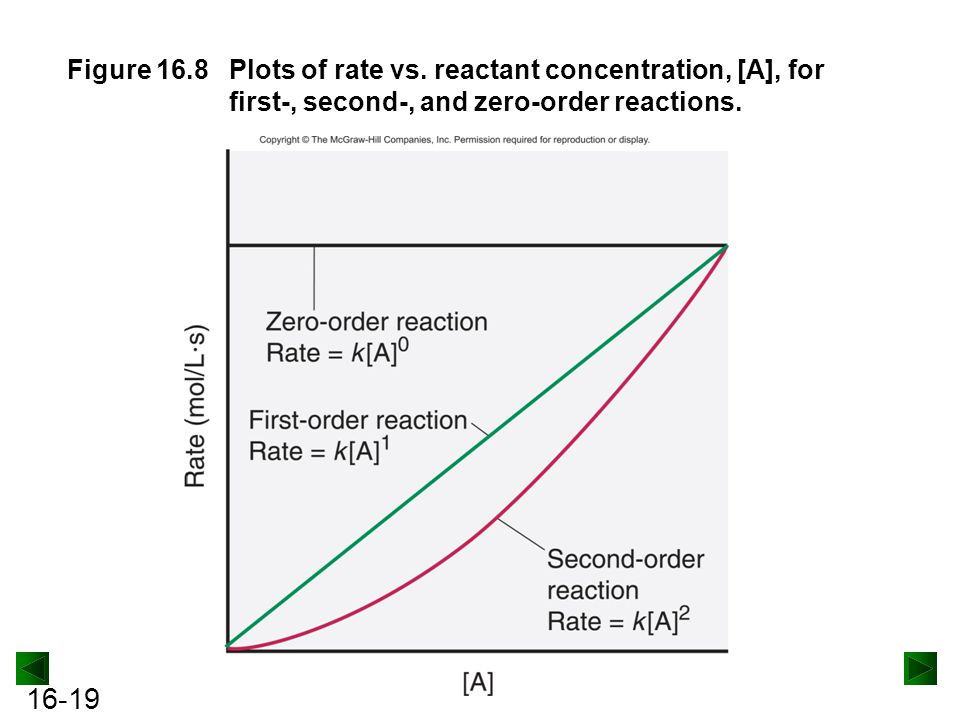 Figure 16.8 Plots of rate vs. reactant concentration, [A], for
first-, second-, and zero-order reactions.
Copyright © The McGraw-Hill Companies, Inc. Permission required for reproduction or display.
Rate (mol/L·s)
Zero-order reaction
Rate = k[A]⁰
First-order reaction
Rate = k[A]¹
Second-order
reaction
Rate = k[A]²
[A]
16-19